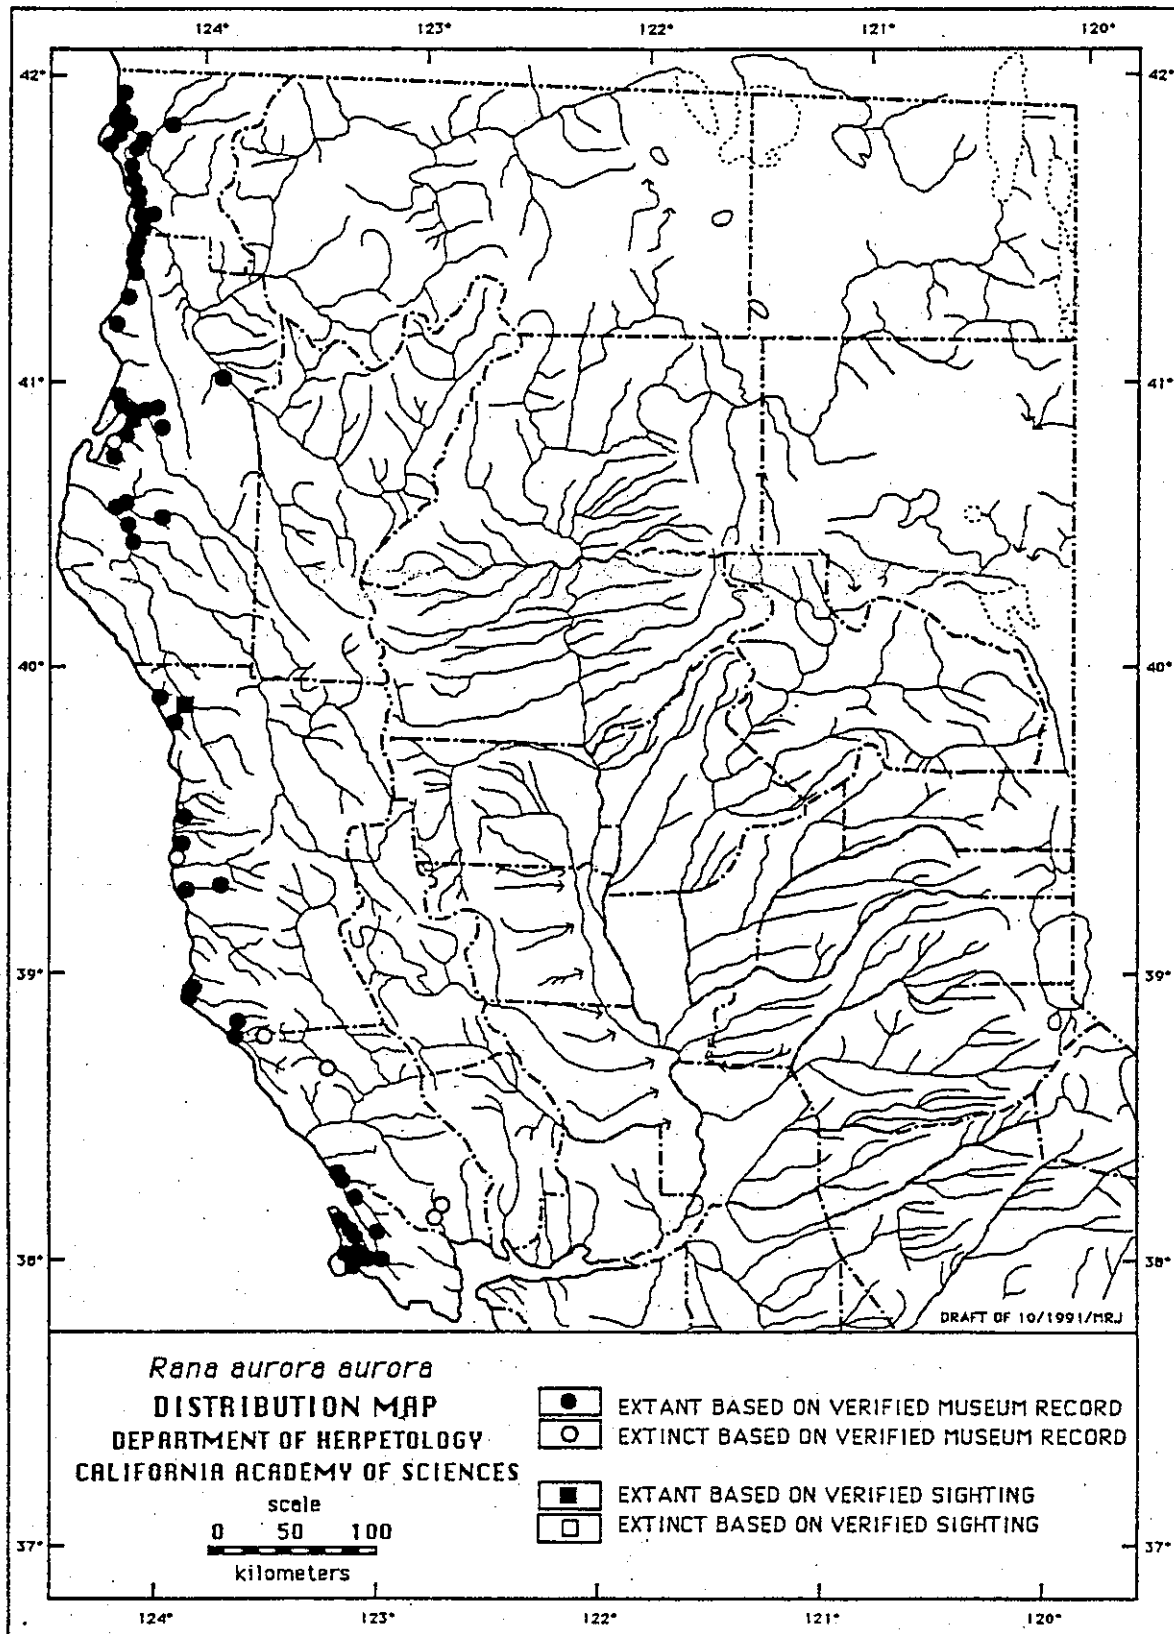 124° 123° 122° 121° 120°
42° 42°
41° 41°
40° 40°
39° 39°
38° 38°
DRAFT OF 10/1991/MRJ
Rana aurora aurora
DISTRIBUTION MAP
DEPARTMENT OF HERPETOLOGY
CALIFORNIA ACADEMY OF SCIENCES
scale
0 50 100
kilometers
EXTANT BASED ON VERIFIED MUSEUM RECORD
EXTINCT BASED ON VERIFIED MUSEUM RECORD
EXTANT BASED ON VERIFIED SIGHTING
EXTINCT BASED ON VERIFIED SIGHTING
37° 37°
124° 123° 122° 121° 120°